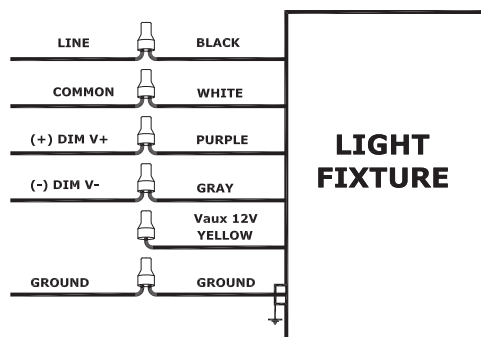 LINE BLACK
COMMON WHITE
(+) DIM V+ PURPLE
LIGHT
FIXTURE
(-) DIM V- GRAY
Vaux 12V
YELLOW
GROUND GROUND